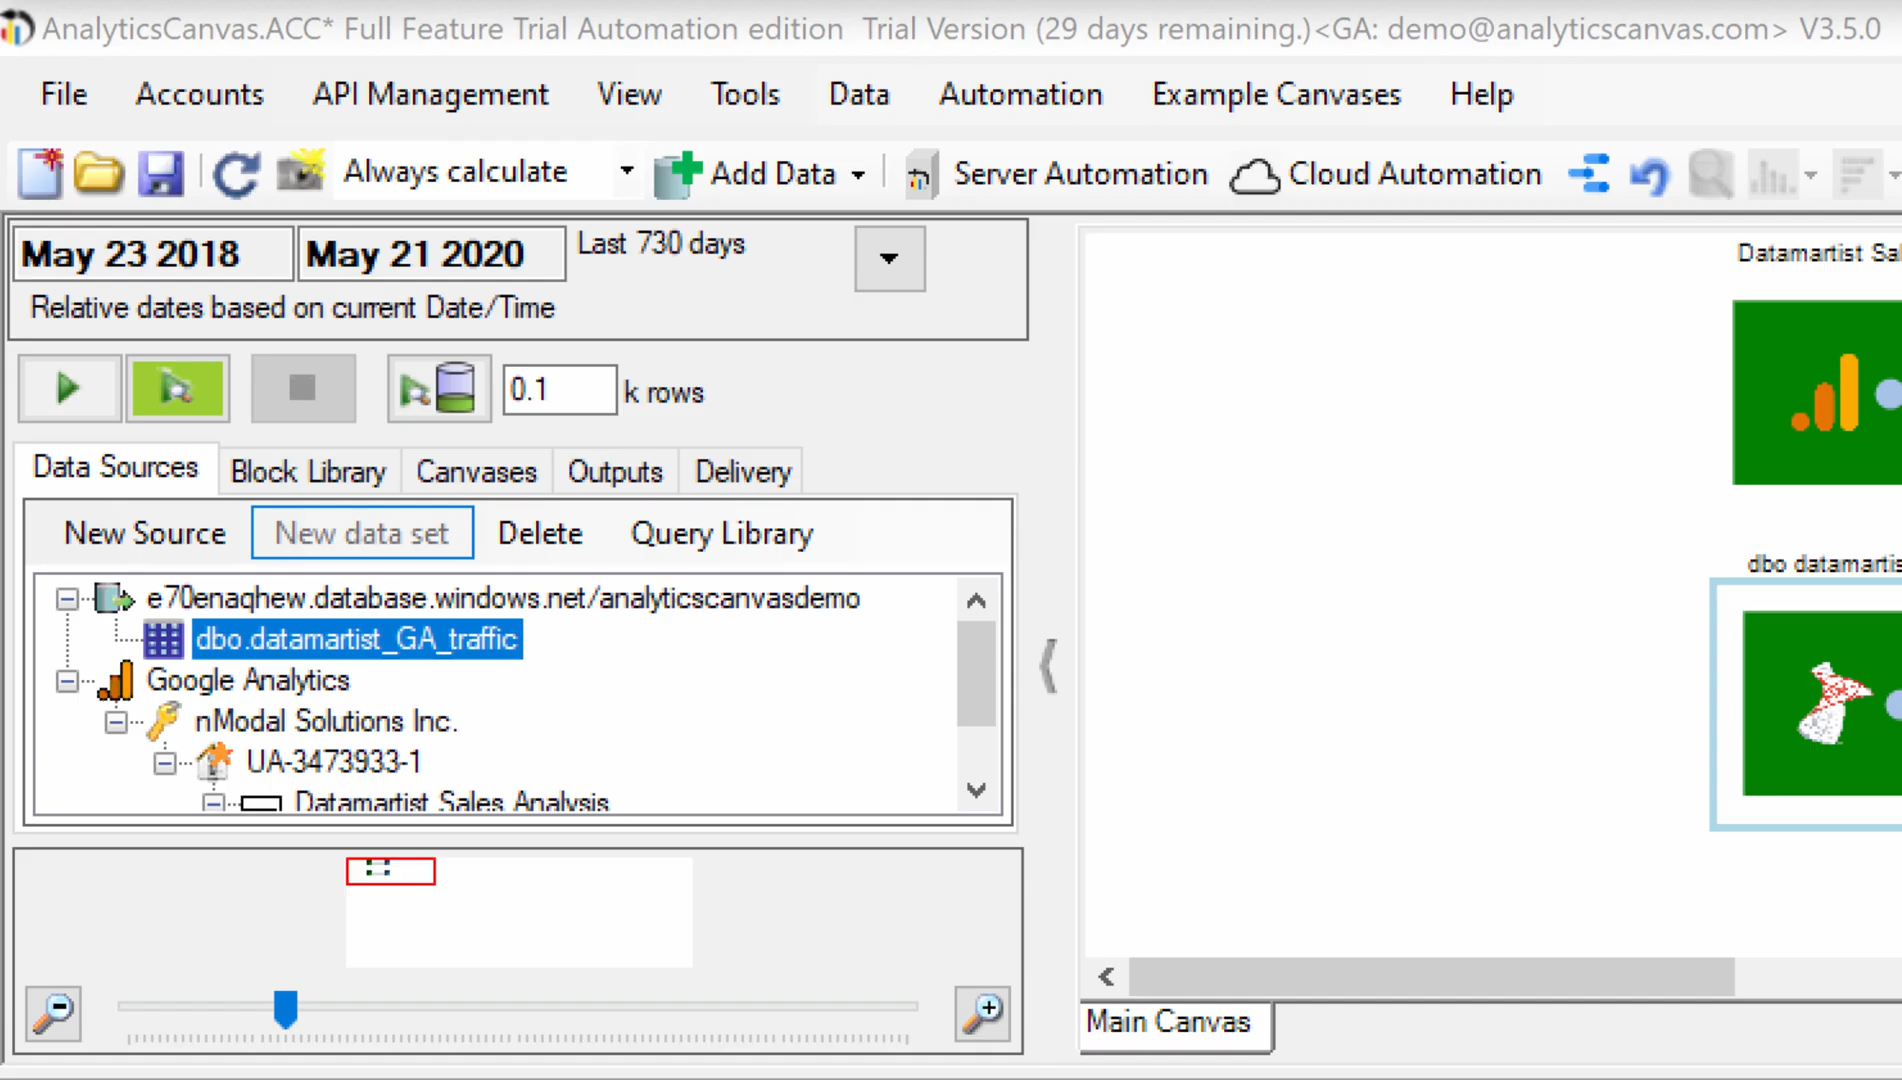 AnalyticsCanvas.ACC* Full Feature Trial Automation edition  Trial Version (29 days remaining.)<GA: demo@analyticscanvas.com> V3.5.0
File Accounts API Management View Tools Data Automation Example Canvases Help
Always calculate Add Data Server Automation Cloud Automation
May 23 2018 May 21 2020 Last 730 days
Relative dates based on current Date/Time
0.1 k rows
Data Sources Block Library Canvases Outputs Delivery
New Source New data set Delete Query Library
e70enaqhew.database.windows.net/analyticscanvasdemo
dbo.datamartist_GA_traffic
Google Analytics
nModal Solutions Inc.
UA-3473933-1
Datamartist Sales Analysis
Datamartist Sal
dbo datamartis
Main Canvas